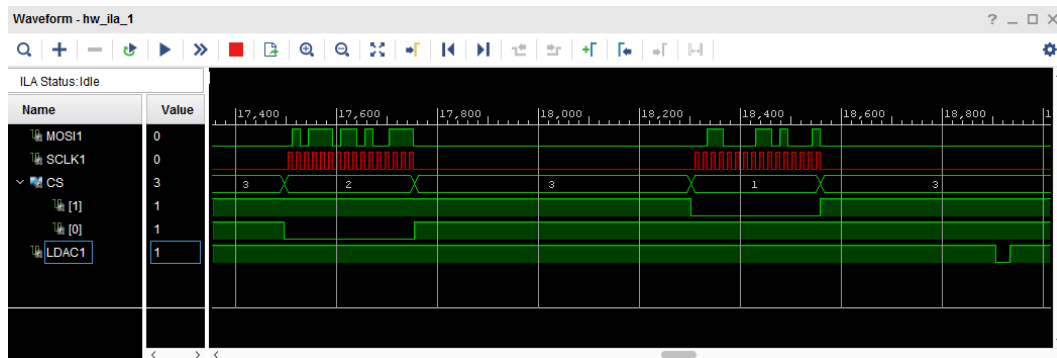 Waveform - hw_ila_1
ILA Status:Idle
Name Value
17,400 17,600 17,800 18,000 18,200 18,400 18,600 18,800 1
MOSI1 0
SCLK1 0
CS 3 3 2 3 1 3
[1] 1
[0] 1
LDAC1 1